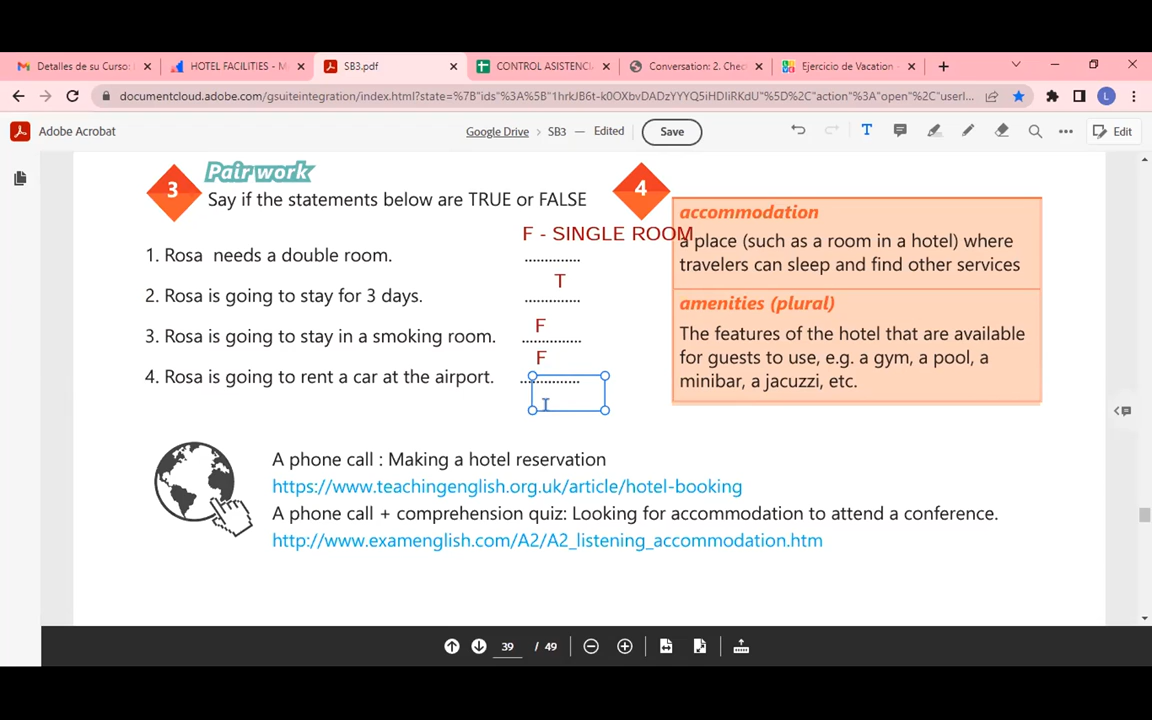 Detalles de su Curso:
HOTEL FACILITIES - M
SB3.pdf
CONTROL ASISTENC
Conversation: 2. Chec
Ejercicio de Vacation -
documentcloud.adobe.com/gsuiteintegration/index.html?state=%7B"ids"%3A%5B"1hrkJB6t-k0OXbvDADzYYYQ5iHDIiRKdU"%5D%2C"action"%3A"open"%2C"userI...
L
Adobe Acrobat
Google Drive > SB3 — Edited
Save
T
Edit
3
Pair work
Say if the statements below are TRUE or FALSE
F - SINGLE ROOM
1. Rosa needs a double room. ..............
T
2. Rosa is going to stay for 3 days. ..............
F
3. Rosa is going to stay in a smoking room. ...............
F
4. Rosa is going to rent a car at the airport. ...............
4
accommodation
a place (such as a room in a hotel) where
travelers can sleep and find other services
amenities (plural)
The features of the hotel that are available
for guests to use, e.g. a gym, a pool, a
minibar, a jacuzzi, etc.
A phone call : Making a hotel reservation
https://www.teachingenglish.org.uk/article/hotel-booking
A phone call + comprehension quiz: Looking for accommodation to attend a conference.
http://www.examenglish.com/A2/A2_listening_accommodation.htm
39 / 49